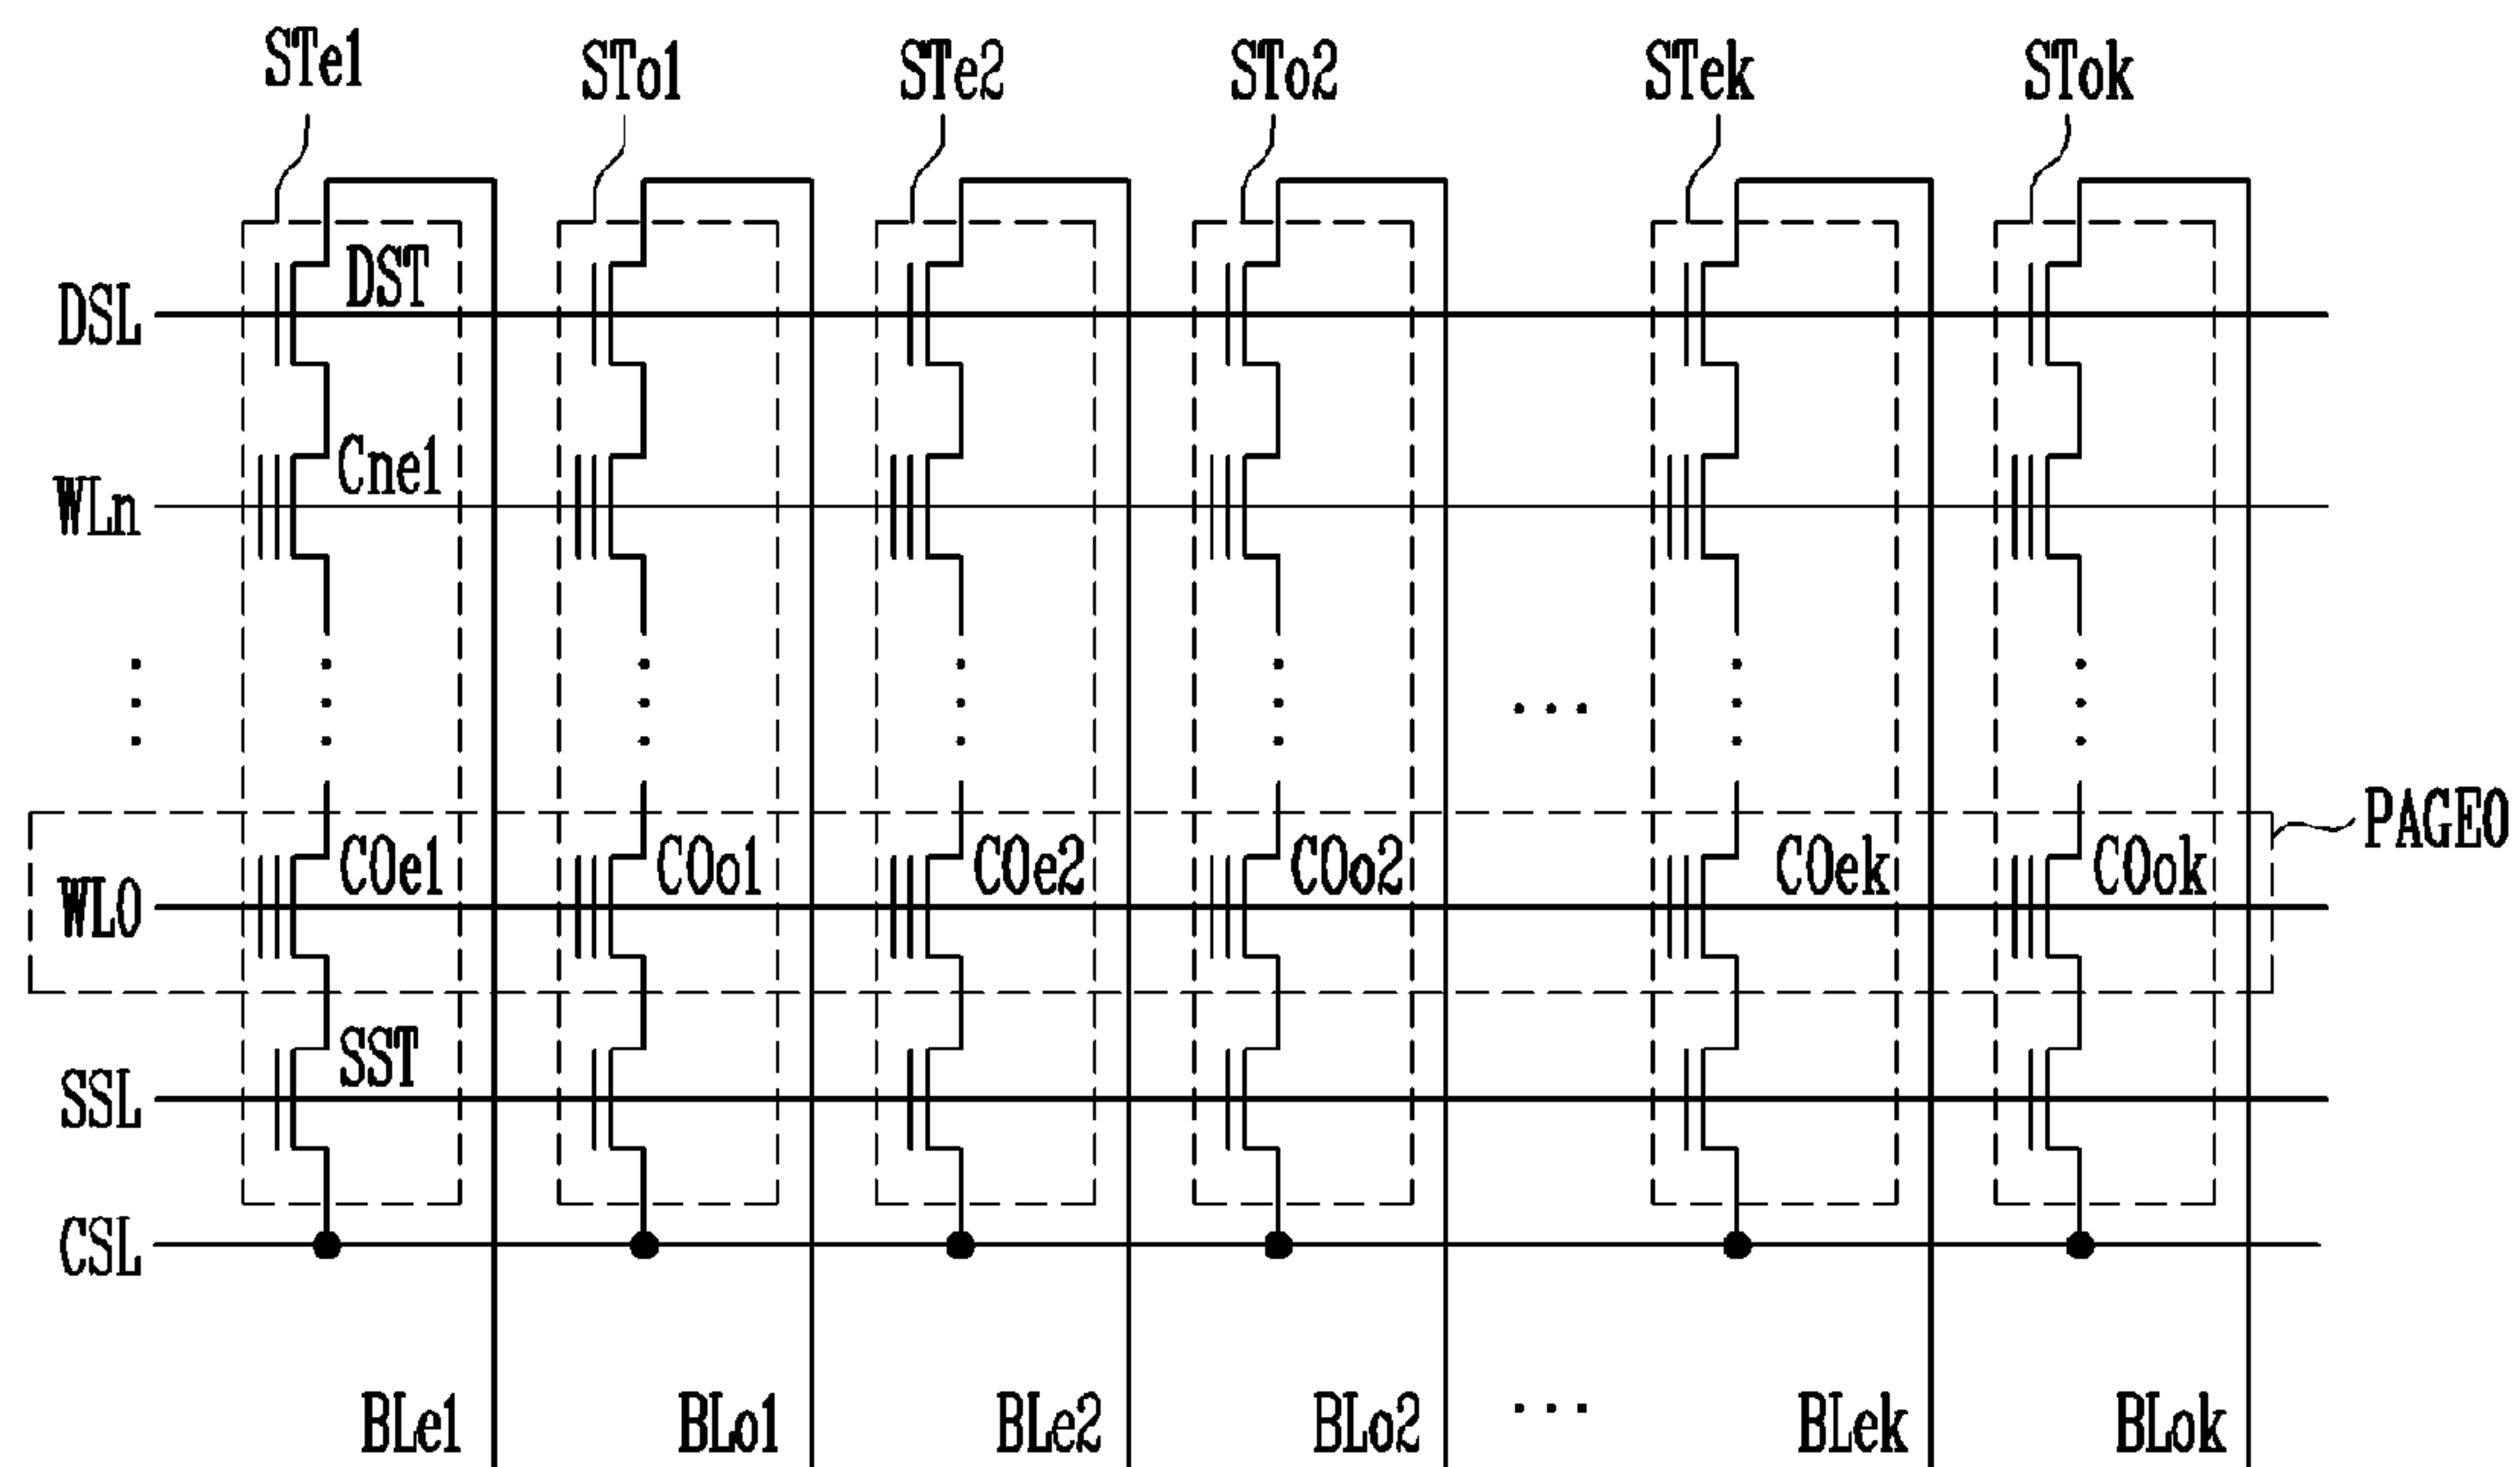 STe1 STo1 STe2 STo2 STek STok
DST
DSL
Cne1
WLn
PAGE0
C0e1 C0o1 C0e2 C0o2 C0ek C0ok
WL0
SST
SSL
CSL
BLe1 BLo1 BLe2 BLo2 ... BLek BLok